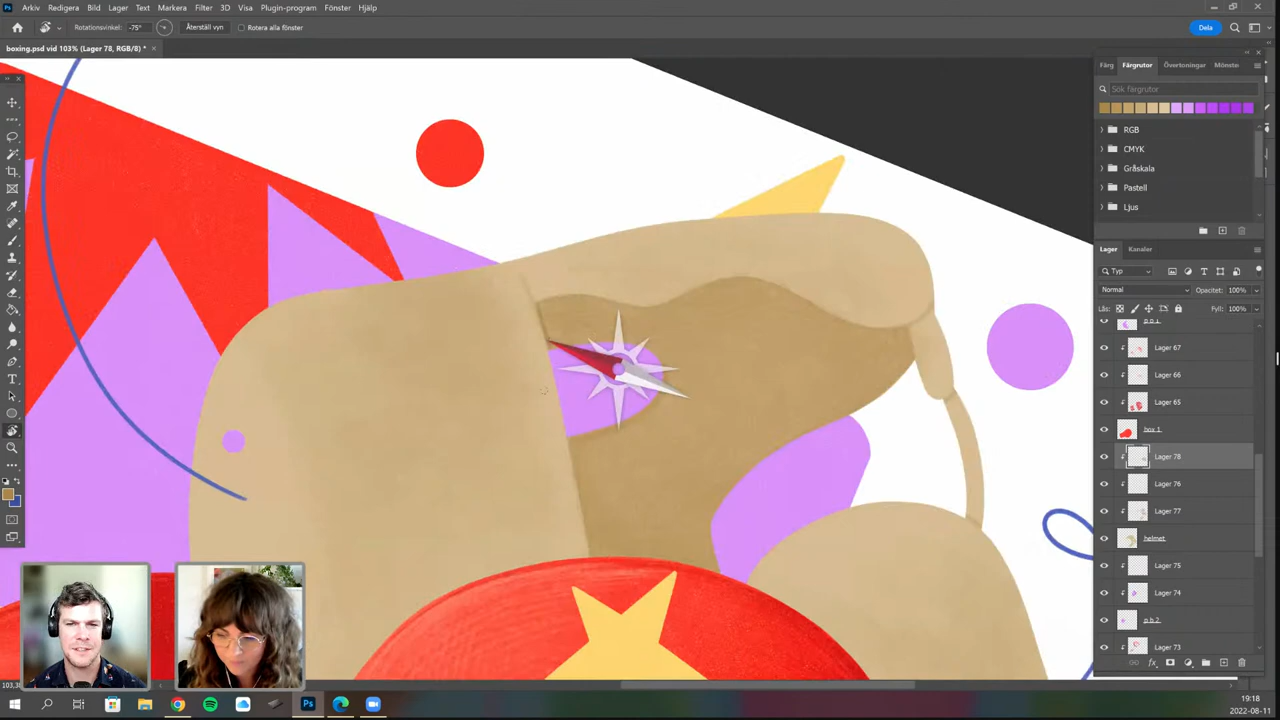 Arkiv Redigera Bild Lager Text Markera Filter 3D Visa Plugin-program Fönster Hjälp
Rotationsvinkel: -75° Återställ vyn Rotera alla fönster Dela
boxing.psd vid 103% (Lager 78, RGB/8) *
Färg Färgrutor Övertoningar Mönste
Sök färgrutor
RGB
CMYK
Gråskala
Pastell
Ljus
Lager Kanaler
Typ
Normal Opacitet: 100%
Lås: Fyll: 100%
Lager 67
Lager 66
Lager 65
box 1
Lager 78
Lager 76
Lager 77
helmet
Lager 75
Lager 74
p b 2
Lager 73
19:18
2022-08-11